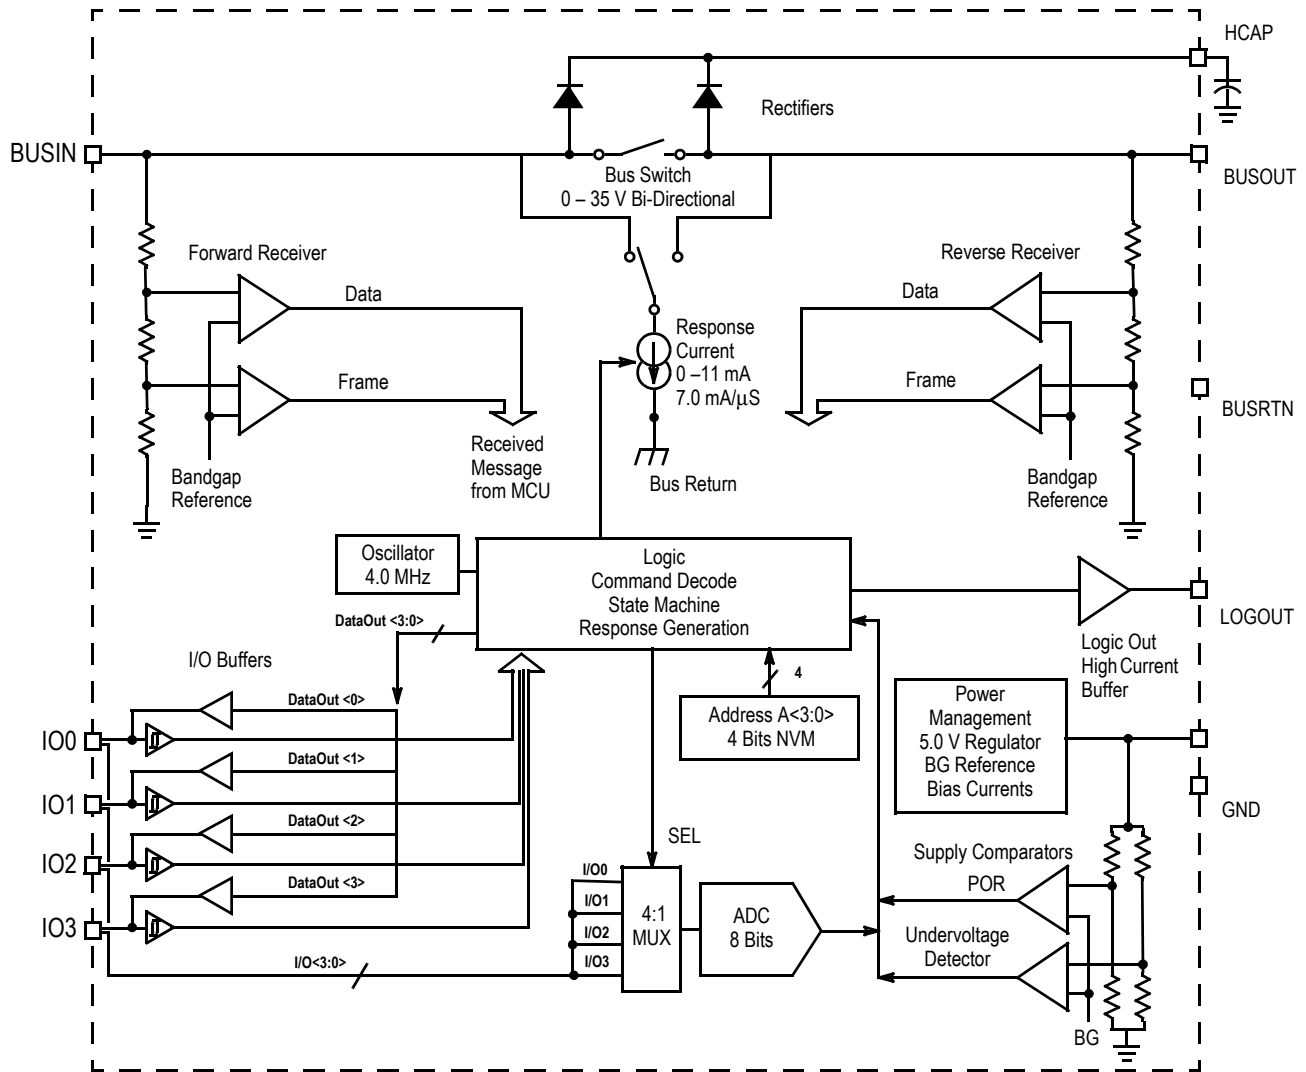 HCAP
Rectifiers
BUSIN
Bus Switch
0 – 35 V Bi-Directional
BUSOUT
Forward Receiver
Reverse Receiver
Data
Data
Response
Current
0 –11 mA
7.0 mA/μS
Frame
Frame
BUSRTN
Received
Message
from MCU
Bus Return
Bandgap
Reference
Bandgap
Reference
Oscillator
4.0 MHz
Logic
Command Decode
State Machine
Response Generation
DataOut <3:0>
LOGOUT
Logic Out
High Current
Buffer
I/O Buffers
4
DataOut <0>
Address A<3:0>
4 Bits NVM
Power
Management
5.0 V Regulator
BG Reference
Bias Currents
IO0
DataOut <1>
IO1
GND
DataOut <2>
SEL
IO2
Supply Comparators
POR
DataOut <3>
I/O0
I/O1
I/O2
I/O3
4:1
MUX
ADC
8 Bits
IO3
Undervoltage
Detector
I/O<3:0>
BG